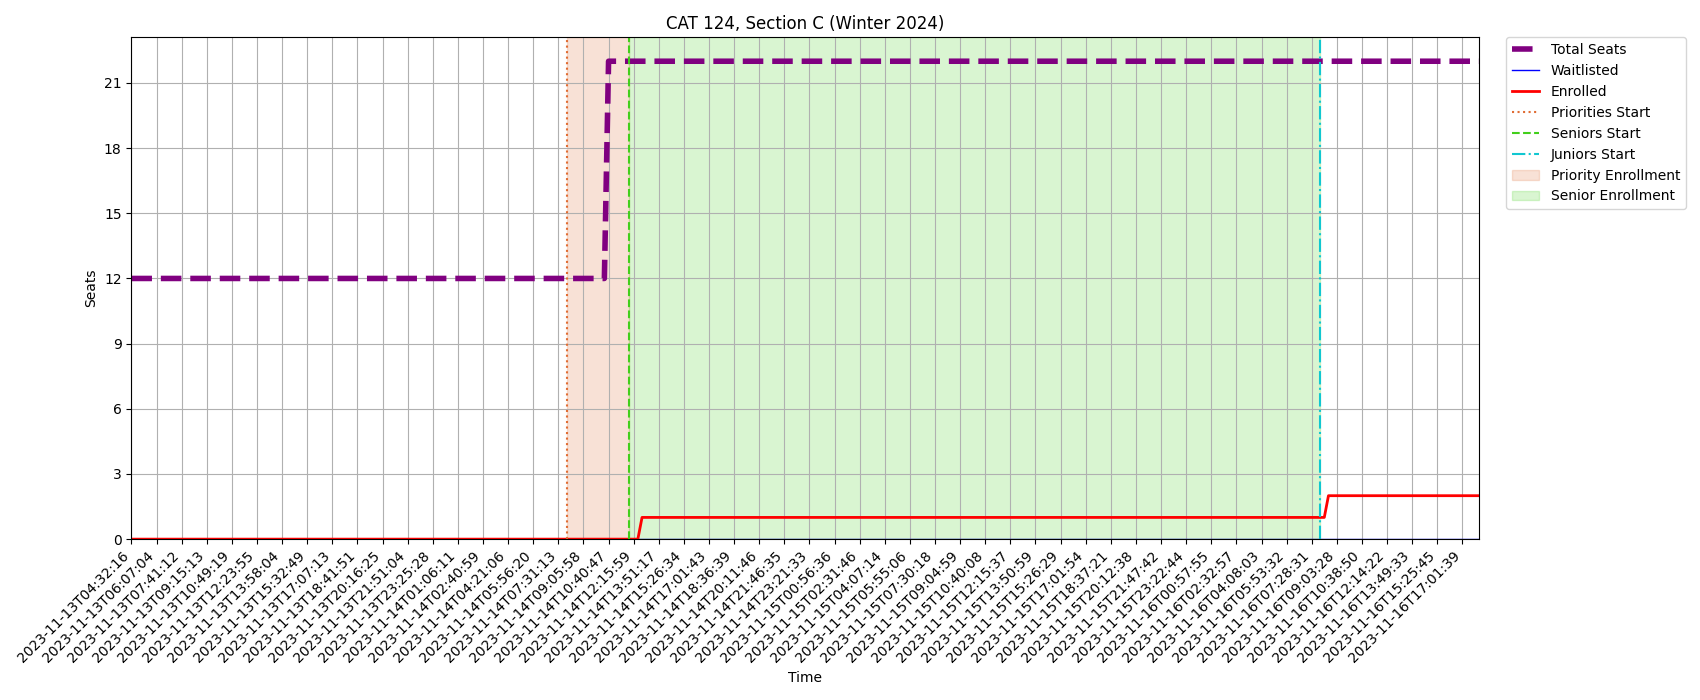 CAT 124, Section C (Winter 2024)
Total Seats
Waitlisted
Enrolled
Priorities Start
Seniors Start
Juniors Start
Priority Enrollment
Senior Enrollment
Seats
21
18
15
12
9
6
3
0
2023-11-13T04:32:16
2023-11-13T06:07:04
2023-11-13T07:41:12
2023-11-13T09:15:13
2023-11-13T10:49:19
2023-11-13T12:23:55
2023-11-13T13:58:04
2023-11-13T15:32:49
2023-11-13T17:07:13
2023-11-13T18:41:51
2023-11-13T20:16:25
2023-11-13T21:51:04
2023-11-13T23:25:28
2023-11-14T01:06:11
2023-11-14T02:40:59
2023-11-14T04:21:06
2023-11-14T05:56:20
2023-11-14T07:31:13
2023-11-14T09:05:58
2023-11-14T10:40:47
2023-11-14T12:15:59
2023-11-14T13:51:17
2023-11-14T15:26:34
2023-11-14T17:01:43
2023-11-14T18:36:39
2023-11-14T20:11:46
2023-11-14T21:46:35
2023-11-14T23:21:33
2023-11-15T00:56:36
2023-11-15T02:31:46
2023-11-15T04:07:14
2023-11-15T05:55:06
2023-11-15T07:30:18
2023-11-15T09:04:59
2023-11-15T10:40:08
2023-11-15T12:15:37
2023-11-15T13:50:59
2023-11-15T15:26:29
2023-11-15T17:01:54
2023-11-15T18:37:21
2023-11-15T20:12:38
2023-11-15T21:47:42
2023-11-15T23:22:44
2023-11-16T00:57:55
2023-11-16T02:32:57
2023-11-16T04:08:03
2023-11-16T05:53:32
2023-11-16T07:28:31
2023-11-16T09:03:28
2023-11-16T10:38:50
2023-11-16T12:14:22
2023-11-16T13:49:33
2023-11-16T15:25:45
2023-11-16T17:01:39
Time